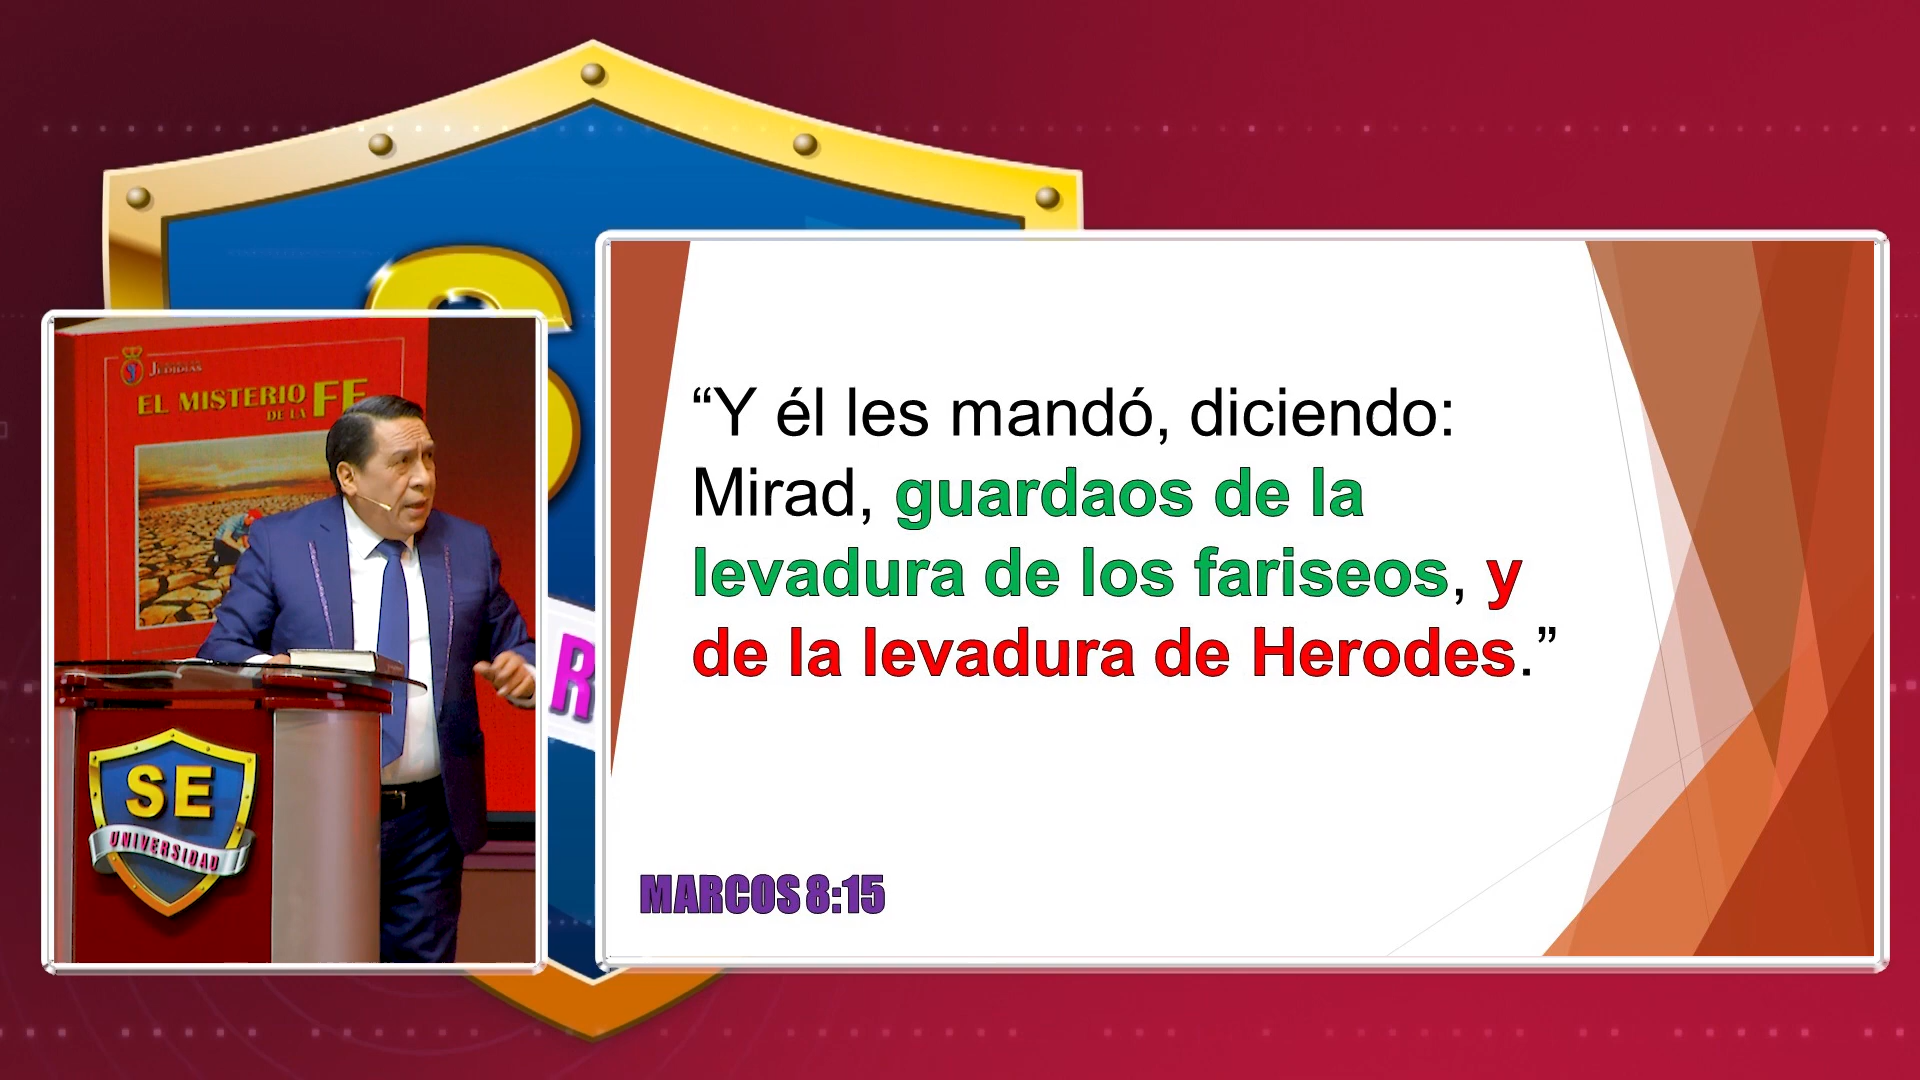 JEDIDIAS
EL MISTERIO
DE LA FE
“Y él les mandó, diciendo:
Mirad, guardaos de la
levadura de los fariseos, y
de la levadura de Herodes.”
MARCOS 8:15
SE
UNIVERSIDAD